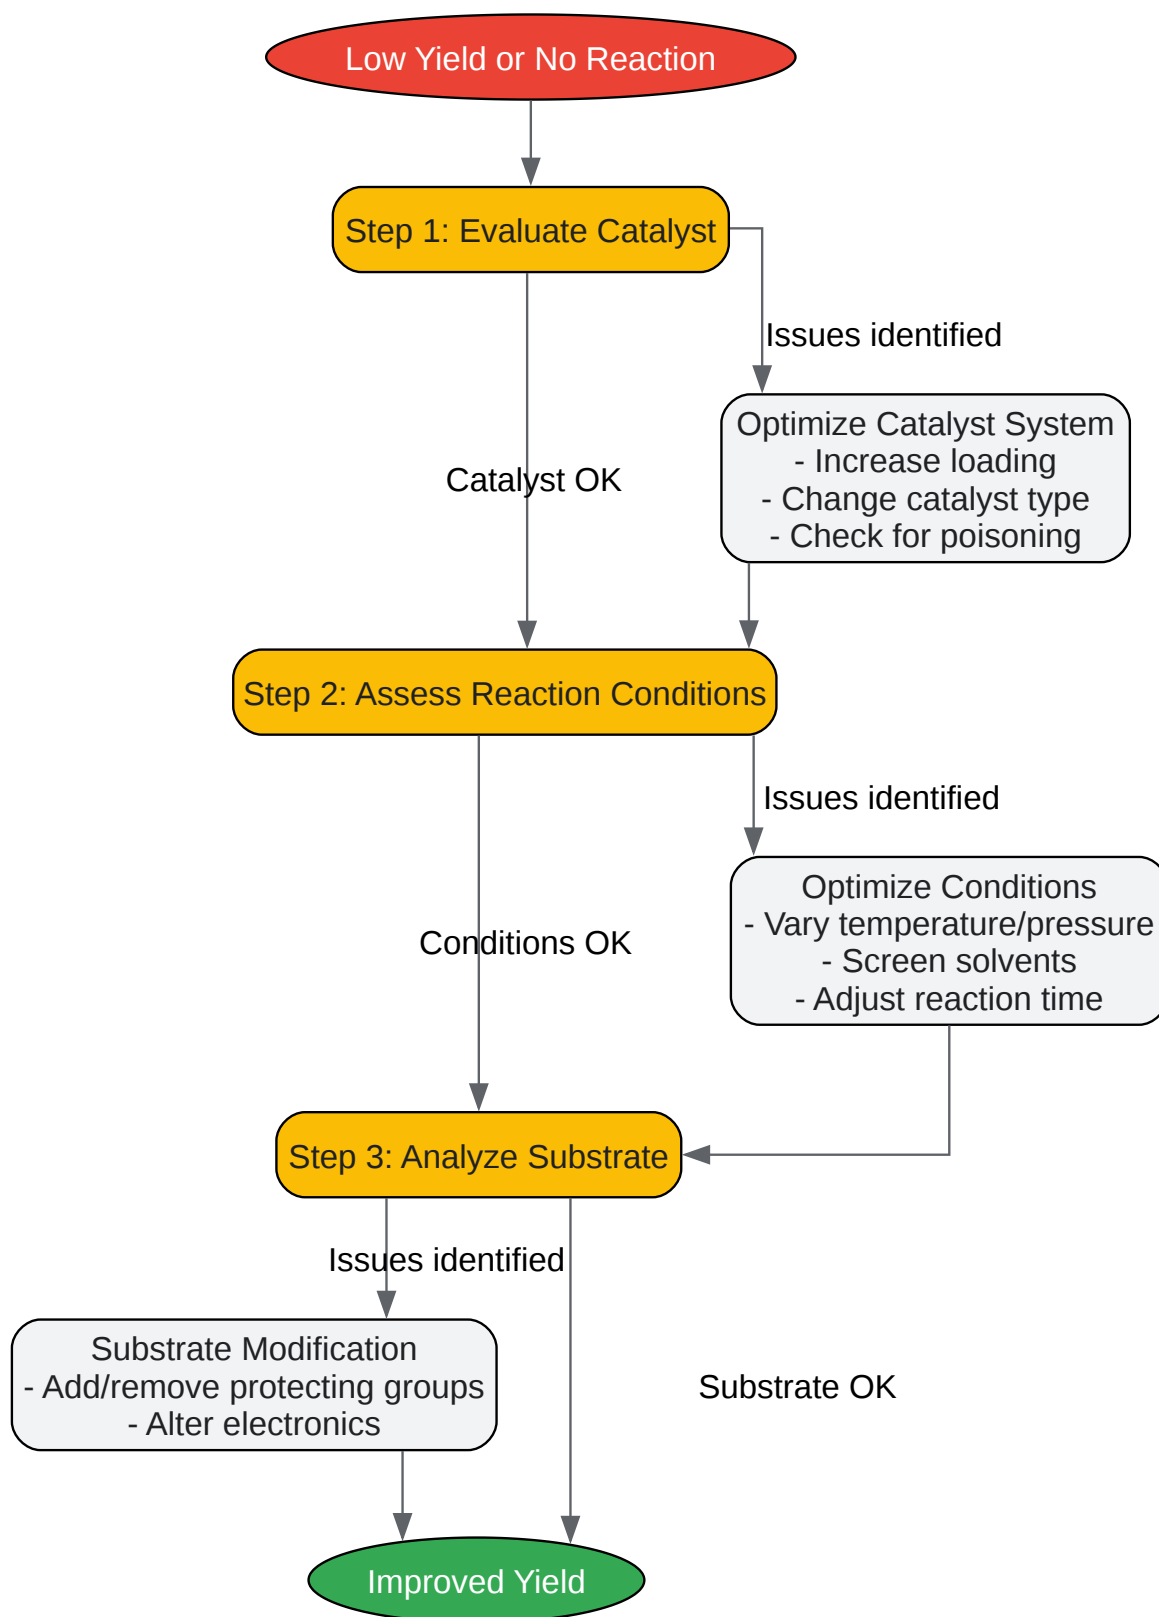 Low Yield or No Reaction
Step 1: Evaluate Catalyst
Issues identified
Optimize Catalyst System
- Increase loading
- Change catalyst type
- Check for poisoning
Catalyst OK
Step 2: Assess Reaction Conditions
Issues identified
Optimize Conditions
- Vary temperature/pressure
- Screen solvents
- Adjust reaction time
Conditions OK
Step 3: Analyze Substrate
Issues identified
Substrate Modification
- Add/remove protecting groups
- Alter electronics
Substrate OK
Improved Yield